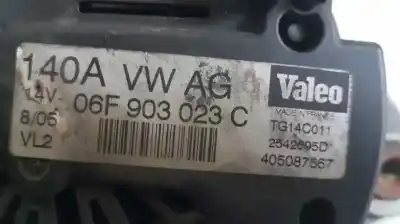 140A VW AG
14V 06F 903 023 C
8/05
VL2
Valeo
MADE IN FRANCE
TG14C011
2542695D
405087567